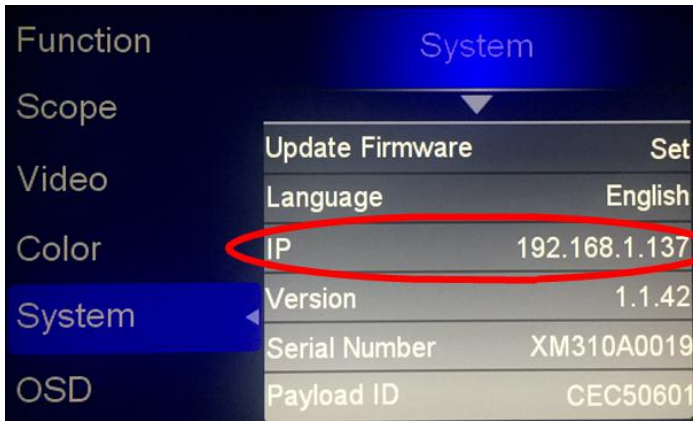 Function
Scope
Video
Color
System
OSD
System
Update Firmware Set
Language English
IP 192.168.1.137
Version 1.1.42
Serial Number XM310A0019
Payload ID CEC50601